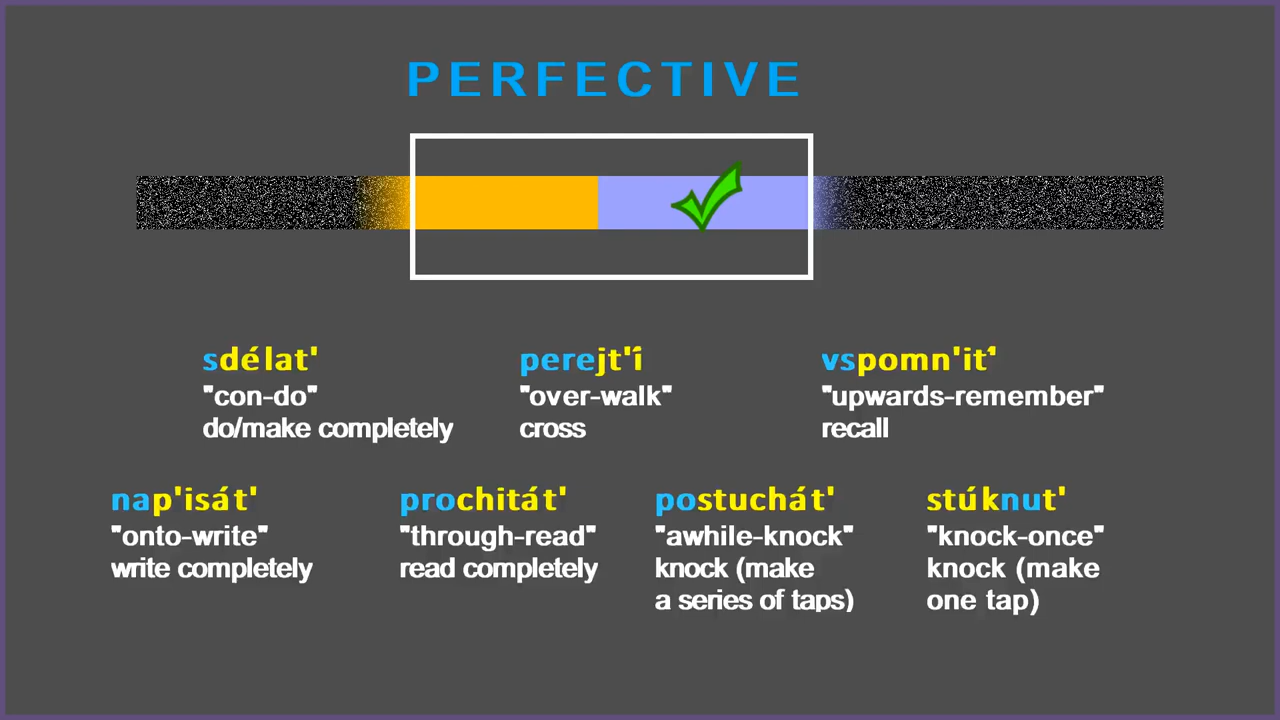 PERFECTIVE
sdélat'
"con-do"
do/make completely
perejt'í
"over-walk"
cross
vspomn'it'
"upwards-remember"
recall
nap'isát'
"onto-write"
write completely
prochitát'
"through-read"
read completely
postuchát'
"awhile-knock"
knock (make
a series of taps)
stúknut'
"knock-once"
knock (make
one tap)